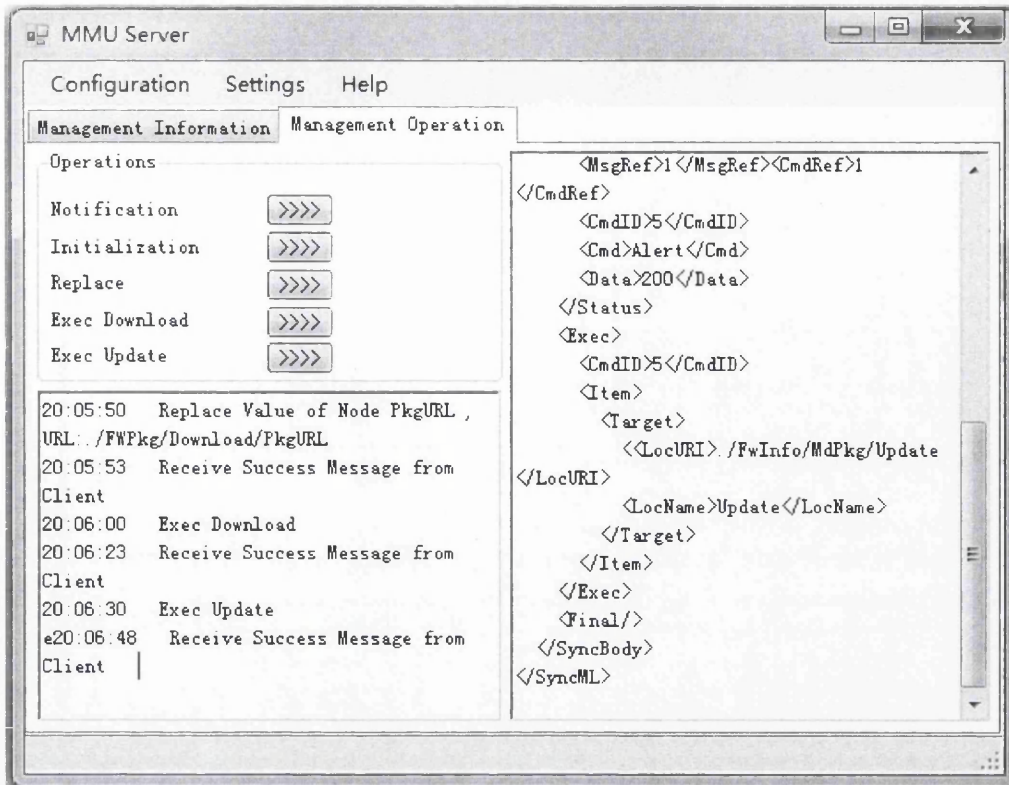 MMU Server
Configuration Settings Help
Management Information Management Operation
Operations
Notification >>>>
Initialization >>>>
Replace >>>>
Exec Download >>>>
Exec Update >>>>
20:05:50 Replace Value of Node PkgURL ,
URL: ./FWPkg/Download/PkgURL
20:05:53 Receive Success Message from
Client
20:06:00 Exec Download
20:06:23 Receive Success Message from
Client
20:06:30 Exec Update
e20:06:48 Receive Success Message from
Client
<MsgRef>1</MsgRef><CmdRef>1
</CmdRef>
<CmdID>5</CmdID>
<Cmd>Alert</Cmd>
<Data>200</Data>
</Status>
<Exec>
<CmdID>5</CmdID>
<Item>
<Target>
<<LocURI>./FwInfo/MdPkg/Update
</LocURI>
<LocName>Update</LocName>
</Target>
</Item>
</Exec>
<Final/>
</SyncBody>
</SyncML>